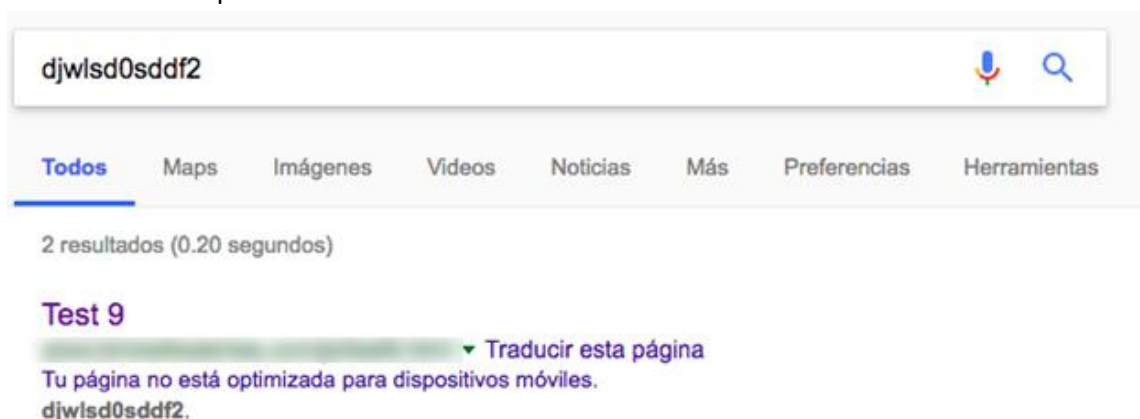 djwlsd0sddf2
Todos Maps Imágenes Videos Noticias Más Preferencias Herramientas
2 resultados (0.20 segundos)
Test 9
Traducir esta página
Tu página no está optimizada para dispositivos móviles.
djwlsd0sddf2.